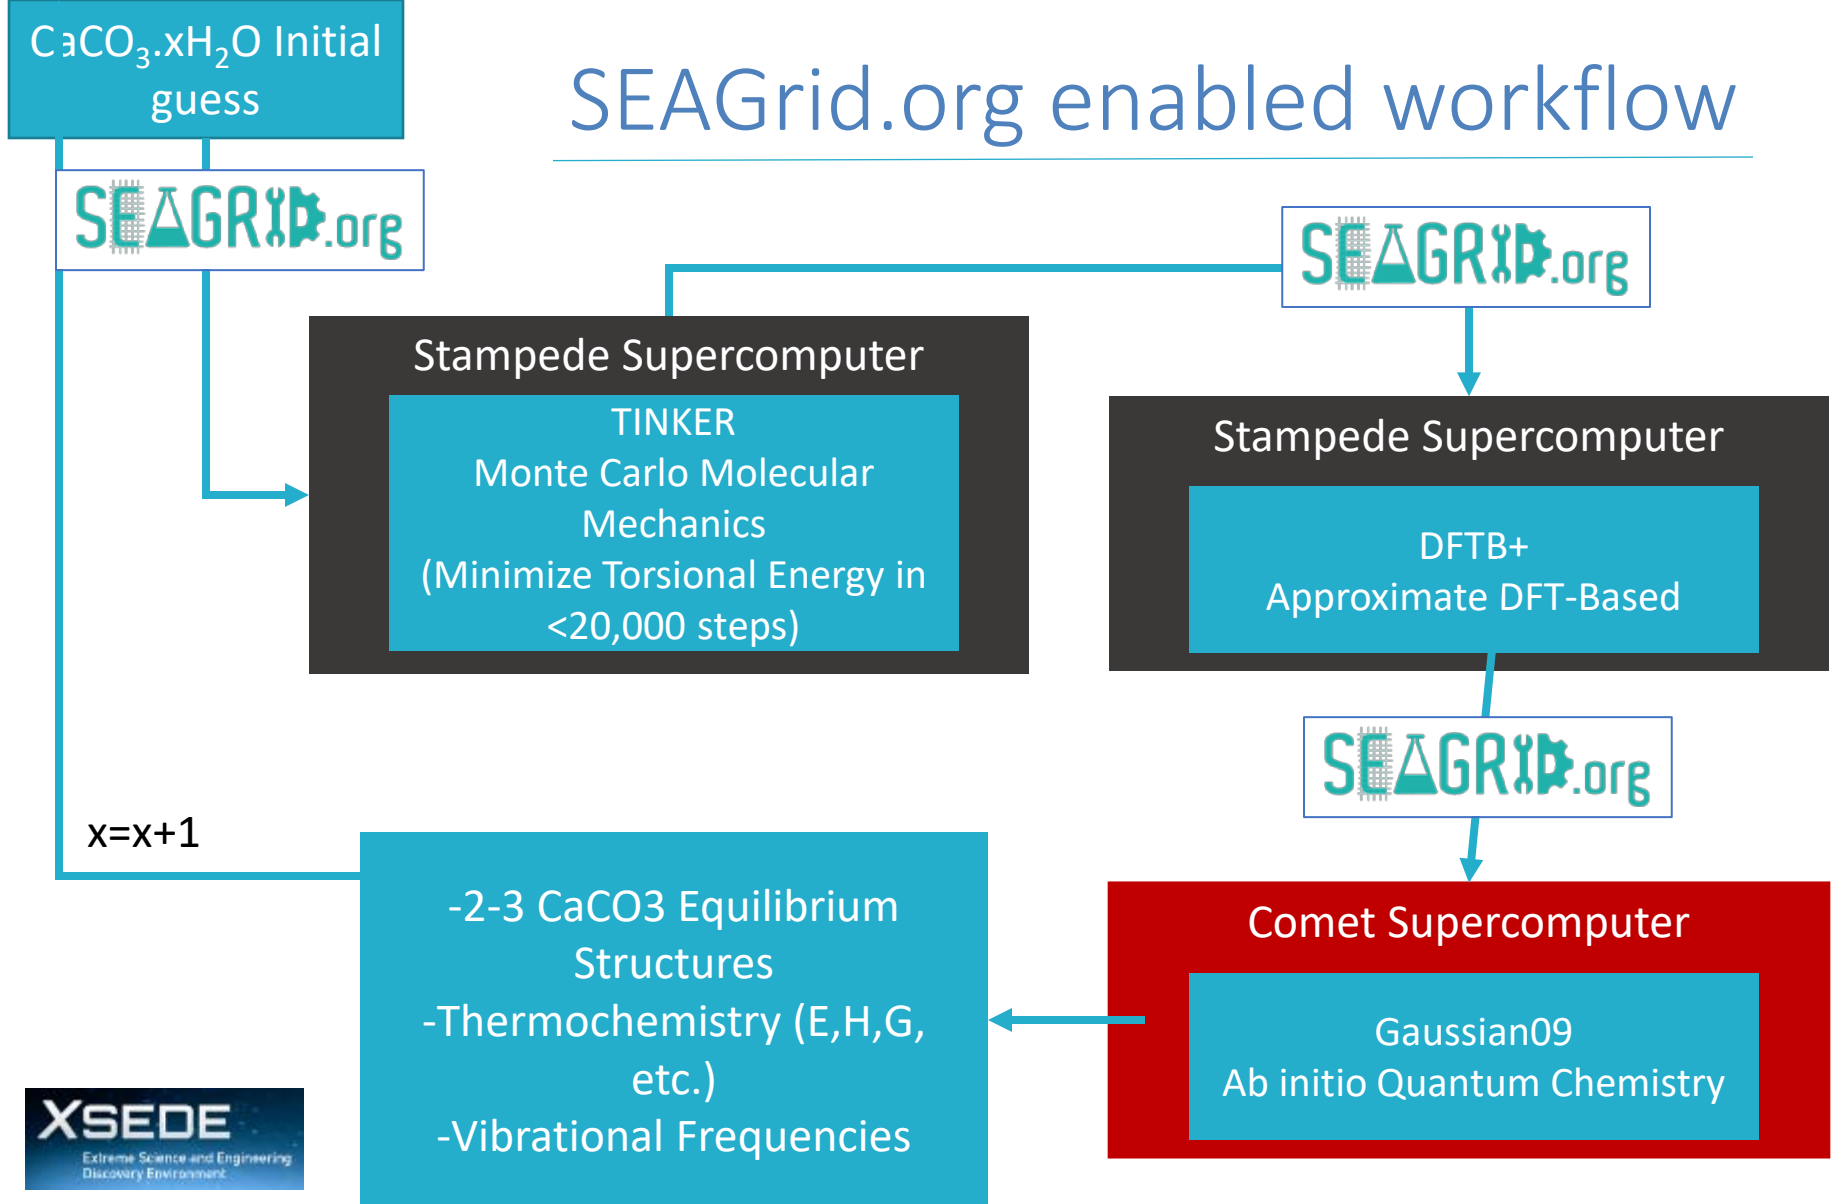 CaCO₃.xH₂O Initial
guess
SEAGrid.org enabled workflow
SEAGRID.org
SEAGRID.org
Stampede Supercomputer
TINKER
Monte Carlo Molecular
Mechanics
(Minimize Torsional Energy in
<20,000 steps)
Stampede Supercomputer
DFTB+
Approximate DFT-Based
SEAGRID.org
x=x+1
-2-3 CaCO3 Equilibrium
Structures
-Thermochemistry (E,H,G,
etc.)
-Vibrational Frequencies
Comet Supercomputer
Gaussian09
Ab initio Quantum Chemistry
XSEDE
Extreme Science and Engineering
Discovery Environment